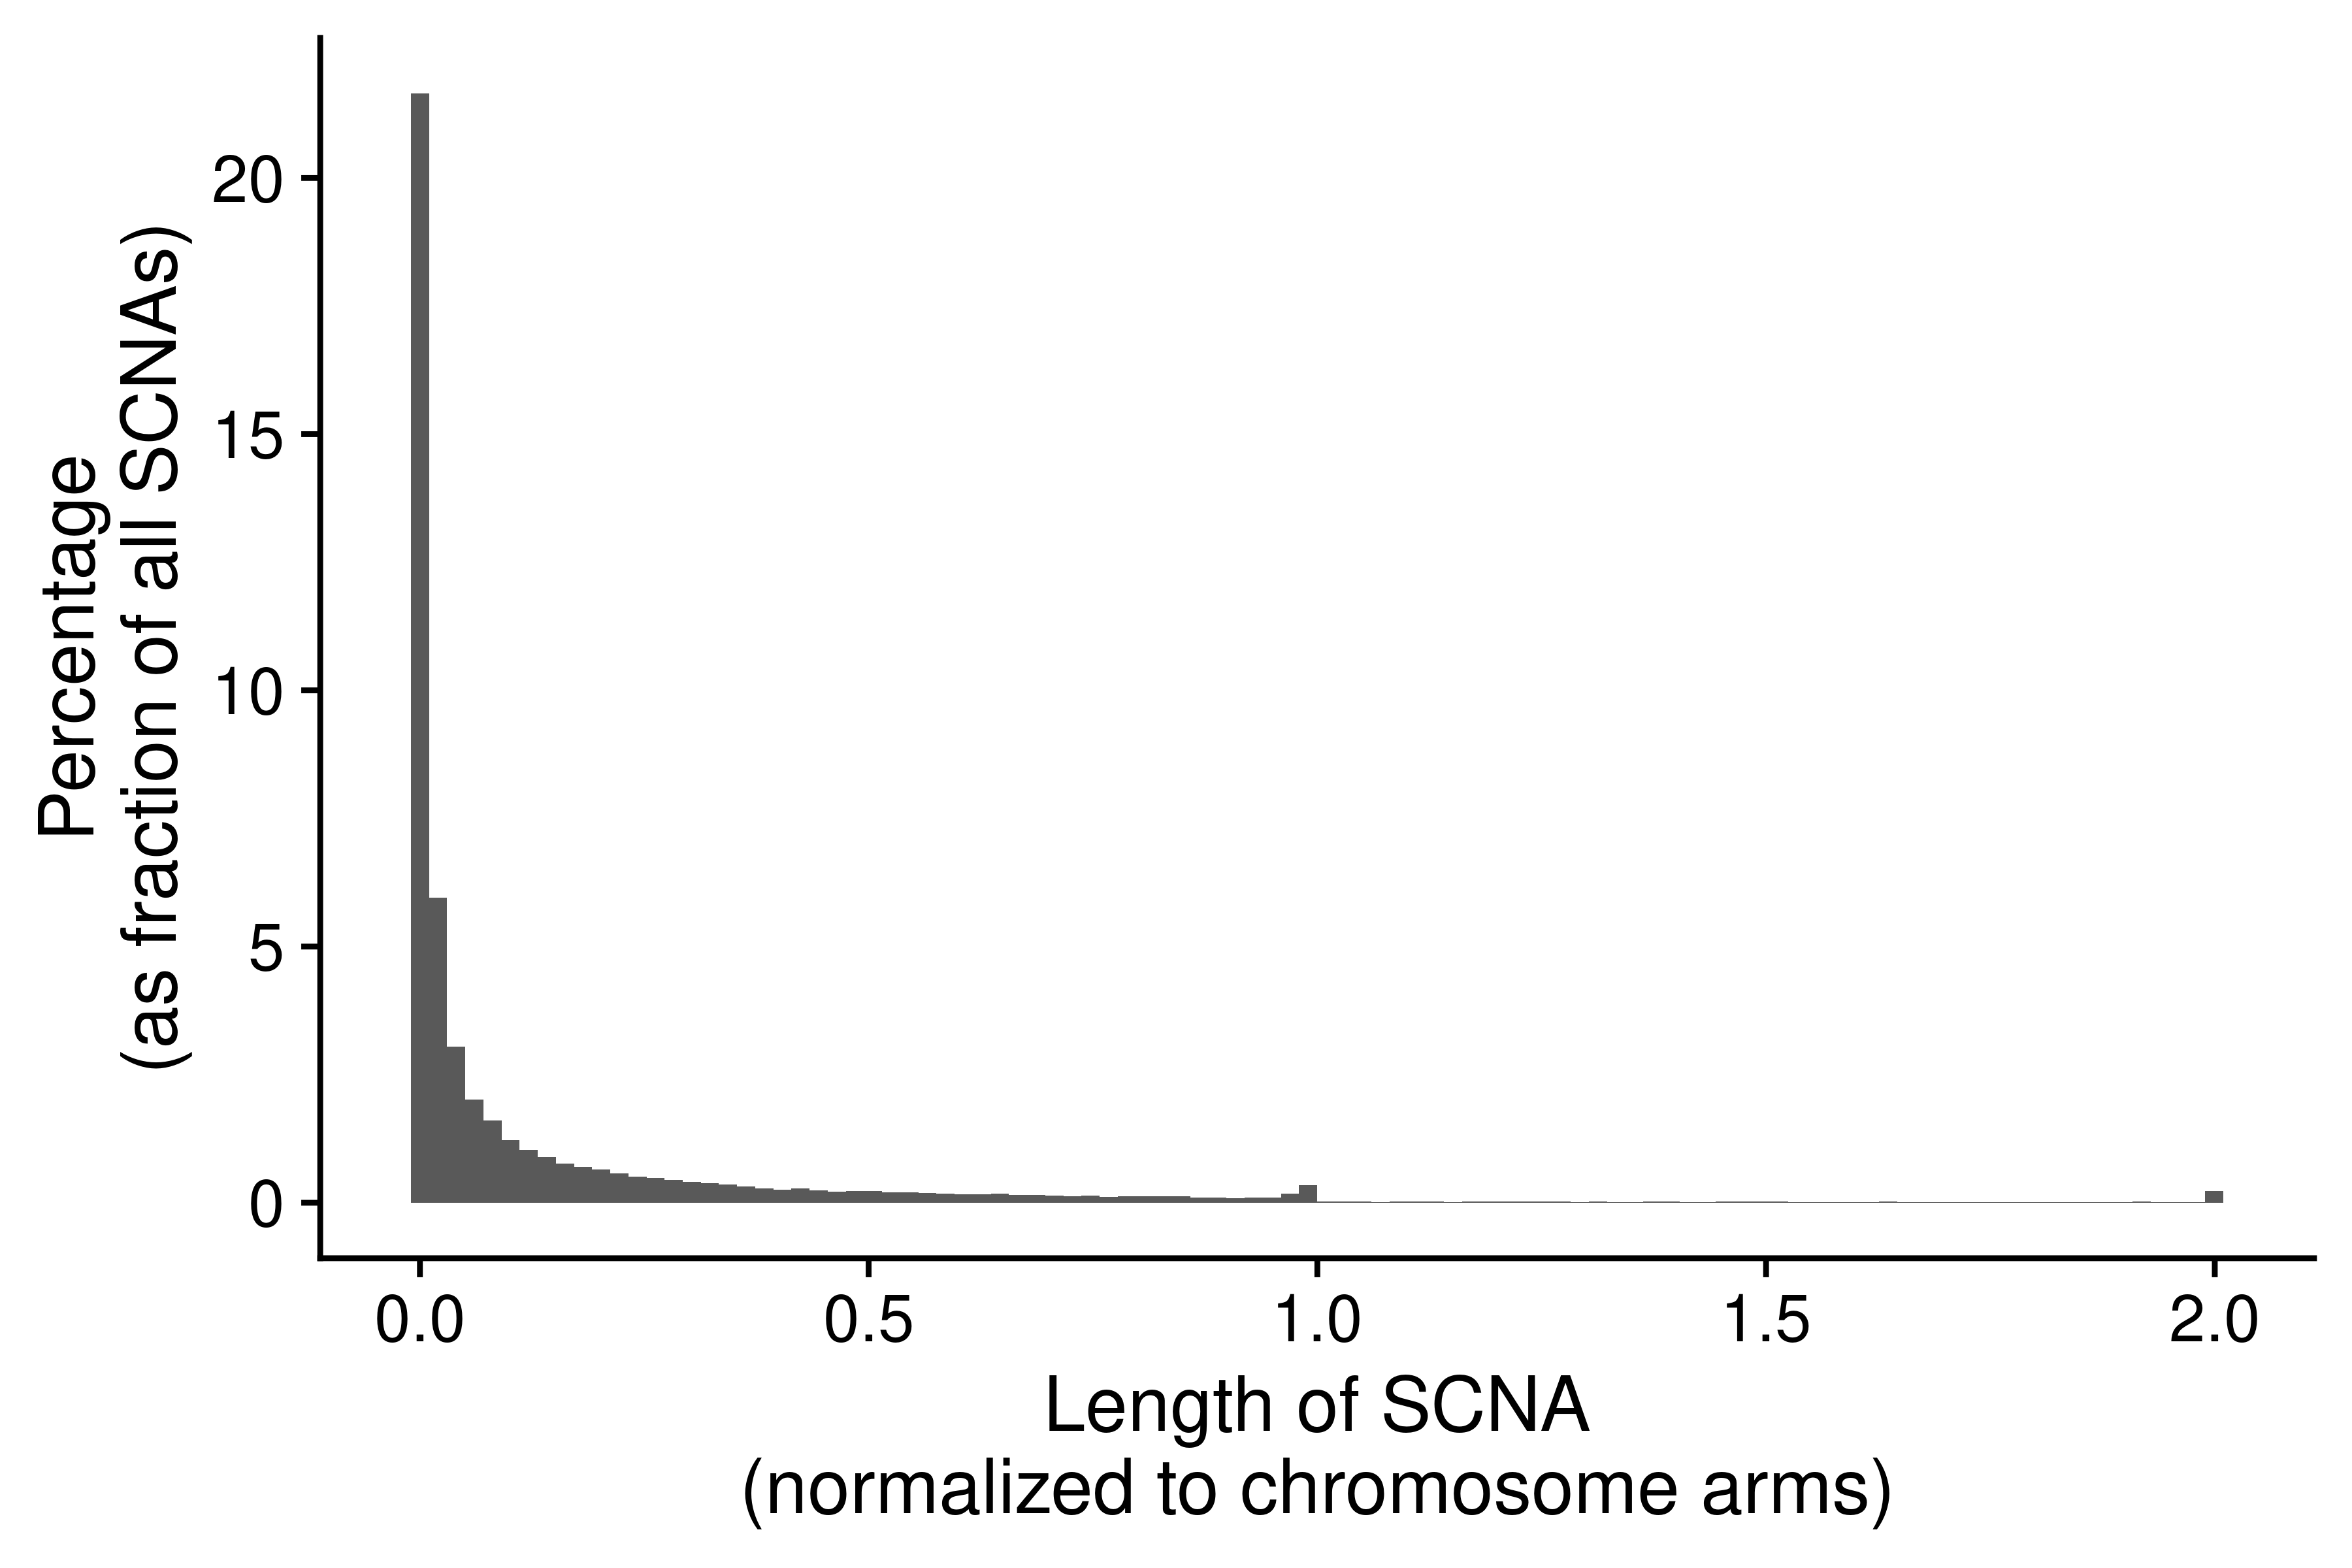 Percentage
(as fraction of all SCNAs)
20
15
10
5
0
0.0
0.5
1.0
1.5
2.0
Length of SCNA
(normalized to chromosome arms)